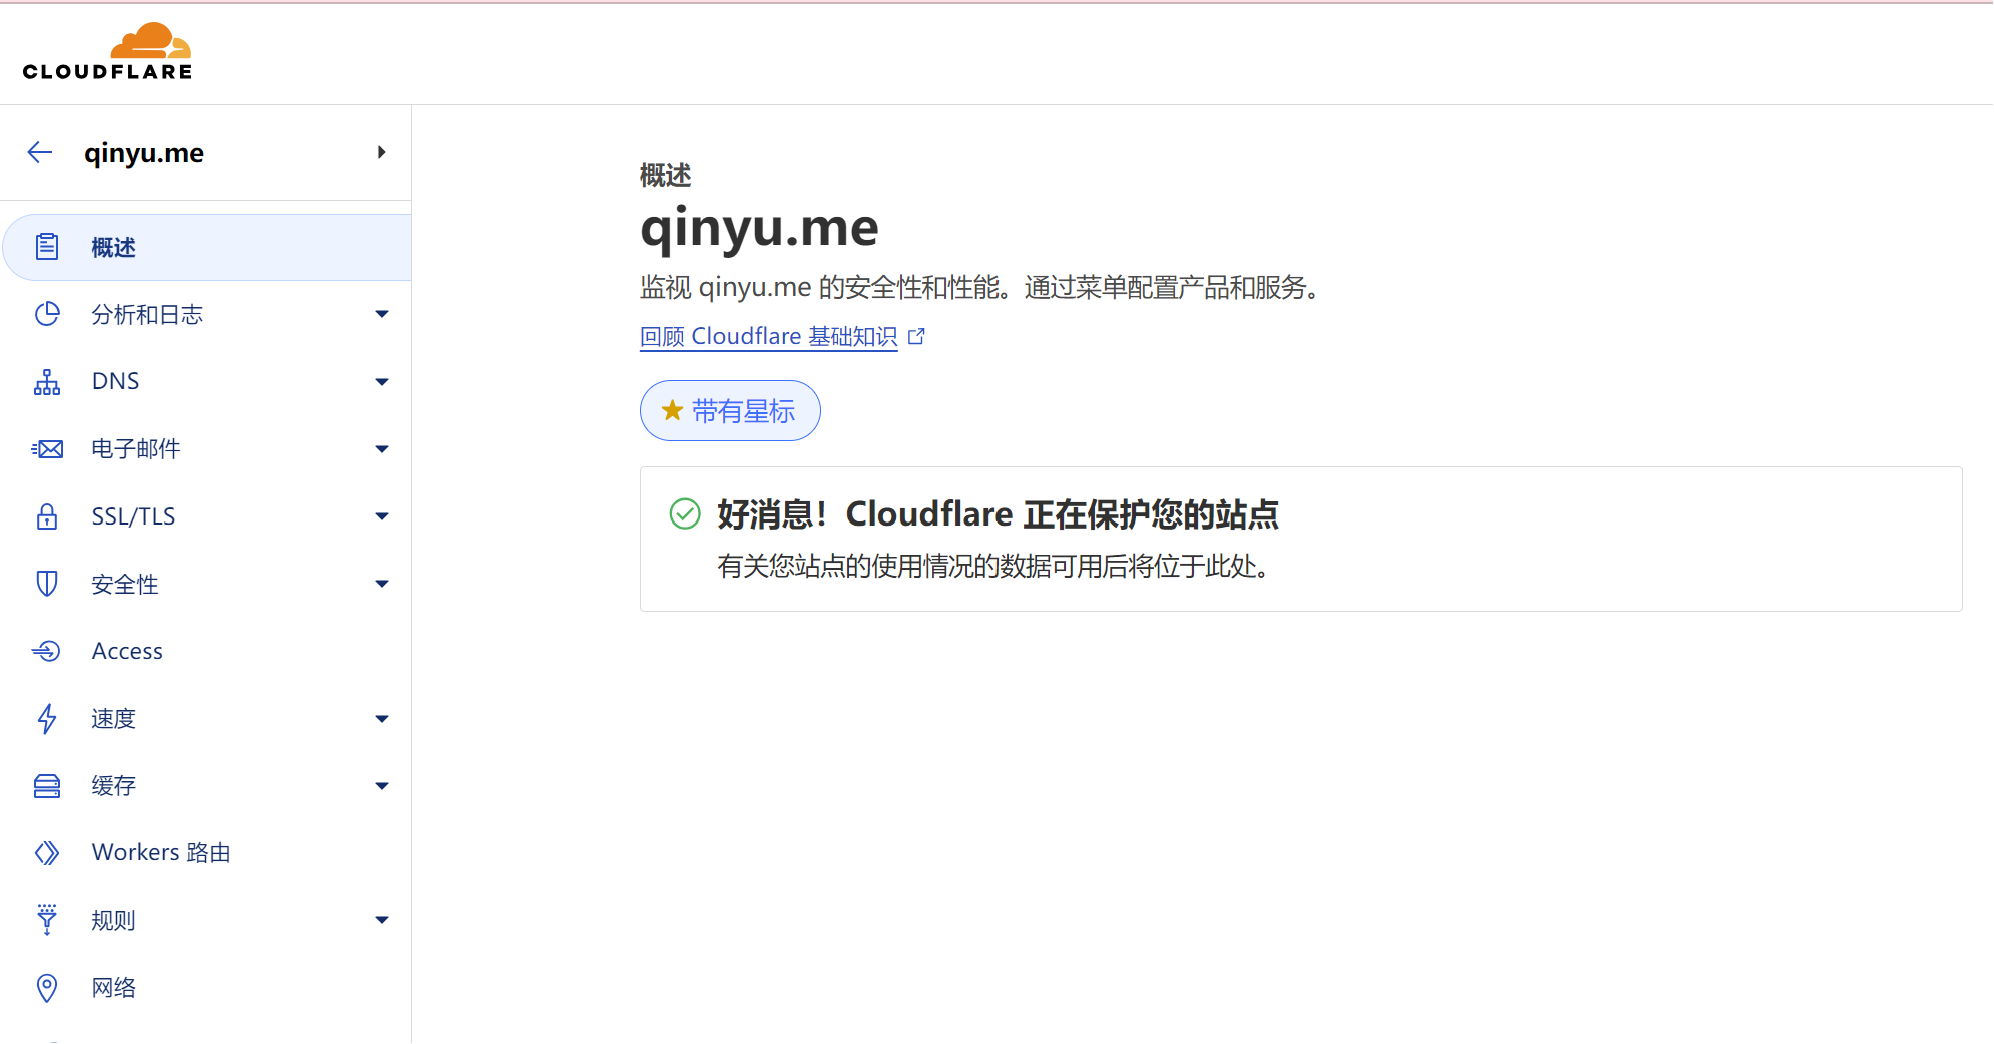 CLOUDFLARE
qinyu.me
概述
分析和日志
DNS
电子邮件
SSL/TLS
安全性
Access
速度
缓存
Workers 路由
规则
网络
概述
qinyu.me
监视 qinyu.me 的安全性和性能。通过菜单配置产品和服务。
回顾 Cloudflare 基础知识
带有星标
好消息！Cloudflare 正在保护您的站点
有关您站点的使用情况的数据可用后将位于此处。